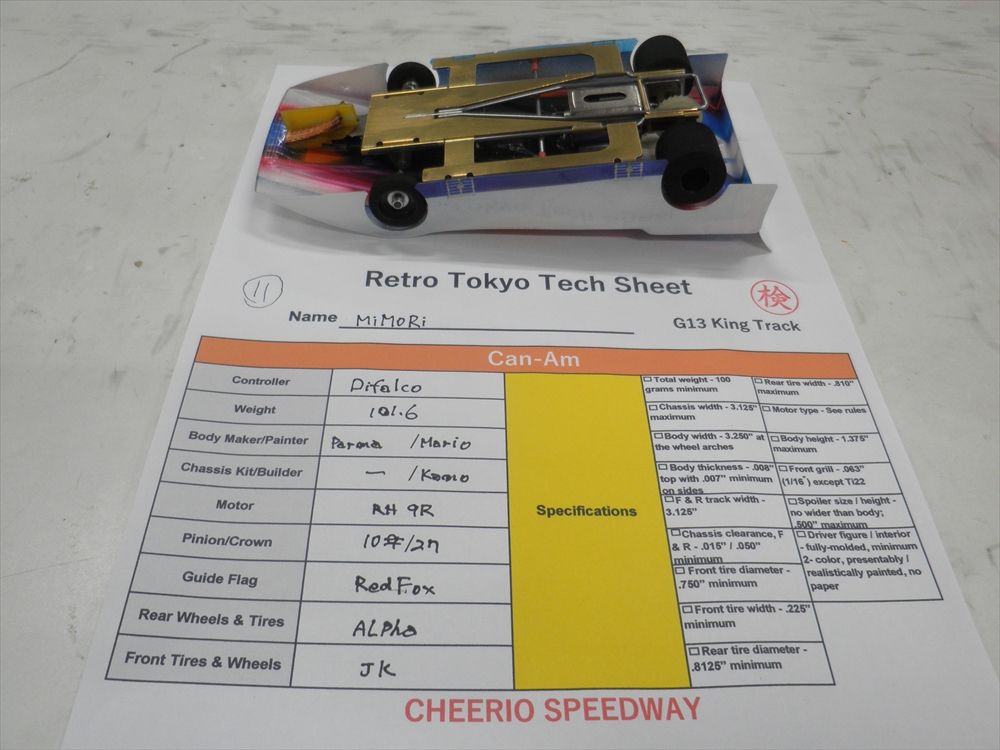 Retro Tokyo Tech Sheet
11
検
Name MiMORi
G13 King Track
Can-Am
Controller Difalco
Weight 101.6
Body Maker/Painter Parma /Mario
Chassis Kit/Builder ー /Komo
Motor RH 9R
Pinion/Crown 10 /27
Guide Flag RedFox
Rear Wheels & Tires ALPha
Front Tires & Wheels JK
Specifications
Total weight - 100
grams minimum
Rear tire width - .810"
maximum
Chassis width - 3.125"
maximum
Motor type - See rules
Body width - 3.250" at
the wheel arches
Body height - 1.375"
maximum
Body thickness - .008"
top with .007" minimum
on sides
Front grill - .063"
(1/16") except Ti22
F & R track width -
3.125"
Spoiler size / height -
no wider than body;
.500" maximum
Chassis clearance, F
& R - .015" / .050"
minimum
Driver figure / interior
- fully-molded, minimum
2- color, presentably /
realistically painted, no
paper
Front tire diameter -
.750" minimum
Front tire width - .225"
minimum
Rear tire diameter -
.8125" minimum
CHEERIO SPEEDWAY